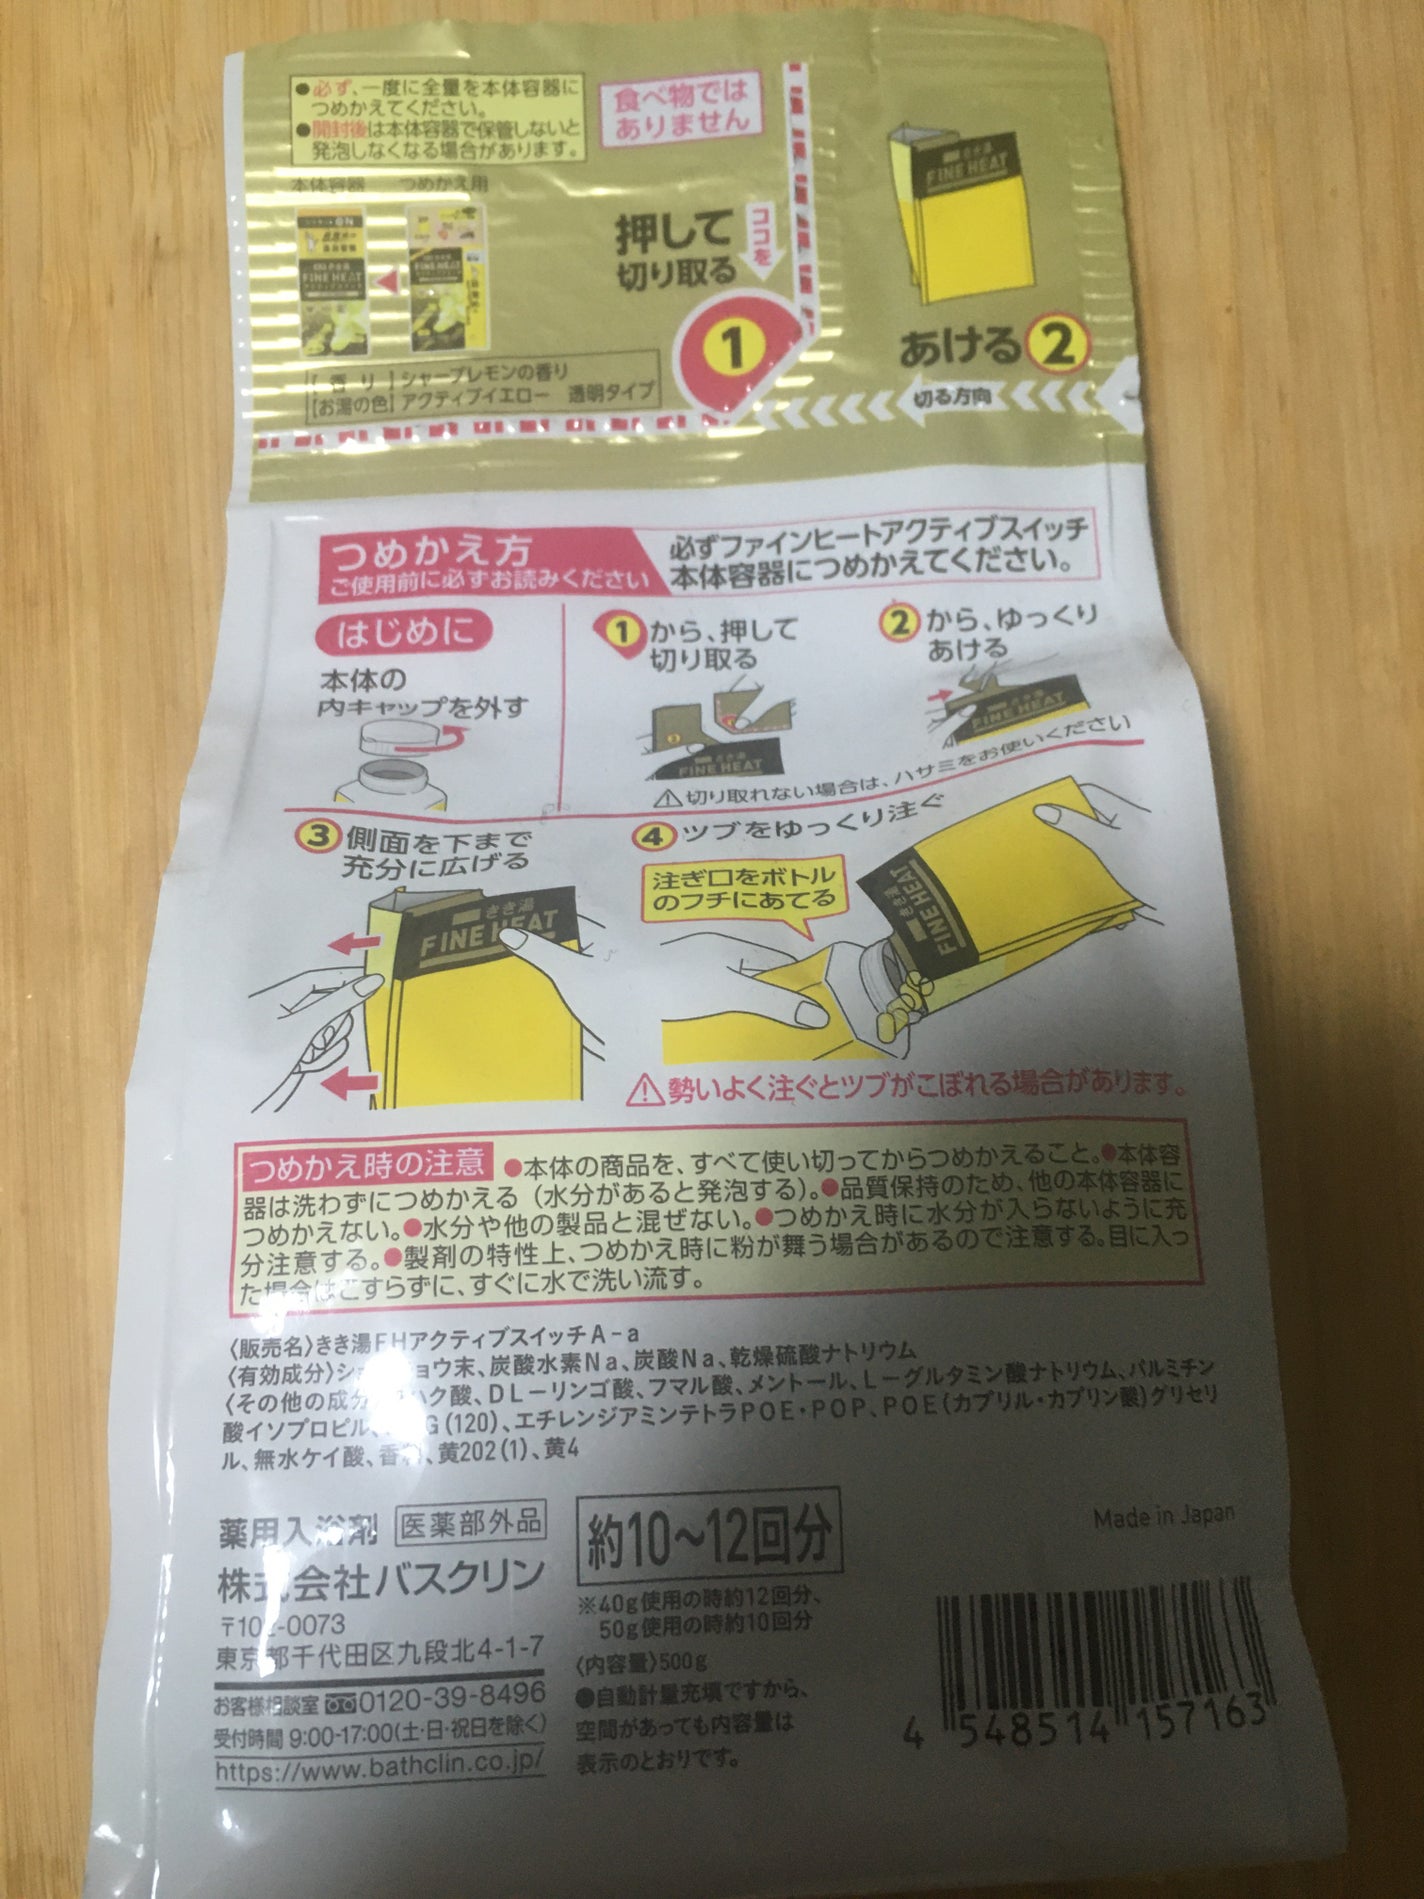 ●必ず、一度に全量を本体容器に
つめかえてください。
●開封後は本体容器で保管しないと
発泡しなくなる場合があります。
食べ物では
ありません
本体容器 つめかえ用
FINE HEAT
FINE HEAT
押して
切り取る
ココを
1
きき湯
FINE HEAT
あける2
切る方向
[香り]シャープレモンの香り
[お湯の色]アクティブイエロー 透明タイプ
つめかえ方
ご使用前に必ずお読みください
必ずファインヒートアクティブスイッチ
本体容器につめかえてください。
はじめに
本体の
内キャップを外す
1から、押して
切り取る
きき湯
FINE HEAT
2から、ゆっくり
あける
きき湯
FINE HEAT
⚠切り取れない場合は、ハサミをお使いください
3側面を下まで
充分に広げる
きき湯
FINE HEAT
4ツブをゆっくり注ぐ
注ぎ口をボトル
のフチにあてる
きき湯
FINE HEAT
⚠勢いよく注ぐとツブがこぼれる場合があります。
つめかえ時の注意 ●本体の商品を、すべて使い切ってからつめかえること。●本体容
器は洗わずにつめかえる(水分があると発泡する)。●品質保持のため、他の本体容器に
つめかえない。●水分や他の製品と混ぜない。●つめかえ時に水分が入らないように充
分注意する。●製剤の特性上、つめかえ時に粉が舞う場合があるので注意する。目に入っ
た場合はこすらずに、すぐに水で洗い流す。
〈販売名〉きき湯FHアクティブスイッチA-a
〈有効成分〉ショウキョウ末、炭酸水素Na、炭酸Na、乾燥硫酸ナトリウム
〈その他の成分〉コハク酸、DL-リンゴ酸、フマル酸、メントール、L-グルタミン酸ナトリウム、パルミチン
酸イソプロピル、G(120)、エチレンジアミンテトラPOE・POP、POE(カプリル・カプリン酸)グリセリ
ル、無水ケイ酸、香料、黄202(1)、黄4
薬用入浴剤 医薬部外品
株式会社バスクリン
〒102-0073
東京都千代田区九段北4-1-7
お客様相談室 0120-39-8496
受付時間 9:00-17:00(土・日・祝日を除く)
https://www.bathclin.co.jp/
約10〜12回分
※40g使用の時約12回分、
50g使用の時約10回分
〈内容量〉500g
●自動計量充填ですから、
空間があっても内容量は
表示のとおりです。
Made in Japan
4 548514 157163